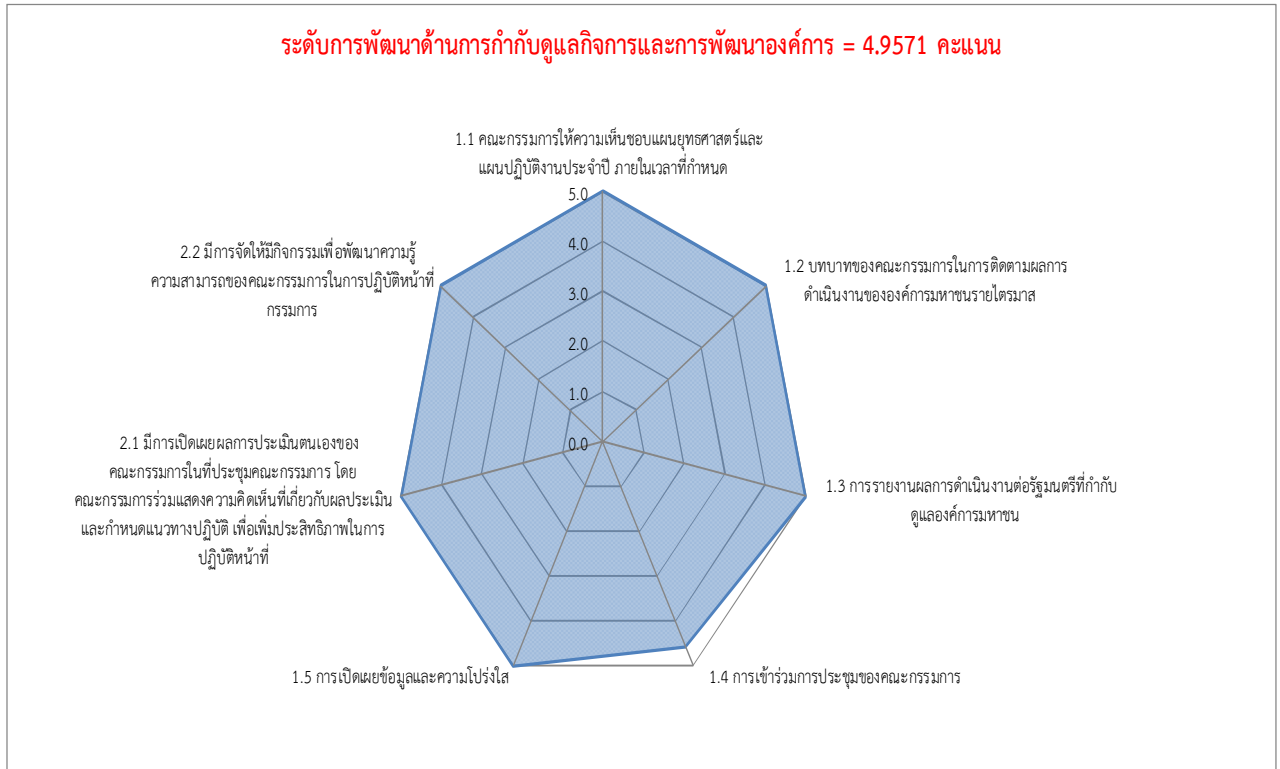 ระดับการพัฒนาด้านการกำกับดูแลกิจการและการพัฒนาองค์การ = 4.9571 คะแนน
1.1 คณะกรรมการให้ความเห็นชอบแผนยุทธศาสตร์และ
แผนปฏิบัติงานประจำปี ภายในเวลาที่กำหนด
5.0
4.0
3.0
2.0
1.0
0.0
1.2 บทบาทของคณะกรรมการในการติดตามผลการ
ดำเนินงานขององค์การมหาชนรายไตรมาส
1.3 การรายงานผลการดำเนินงานต่อรัฐมนตรีที่กำกับ
ดูแลองค์การมหาชน
1.4 การเข้าร่วมการประชุมของคณะกรรมการ
1.5 การเปิดเผยข้อมูลและความโปร่งใส
2.1 มีการเปิดเผยผลการประเมินตนเองของ
คณะกรรมการในที่ประชุมคณะกรรมการ โดย
คณะกรรมการร่วมแสดงความคิดเห็นที่เกี่ยวกับผลประเมิน
และกำหนดแนวทางปฏิบัติ เพื่อเพิ่มประสิทธิภาพในการ
ปฏิบัติหน้าที่
2.2 มีการจัดให้มีกิจกรรมเพื่อพัฒนาความรู้
ความสามารถของคณะกรรมการในการปฏิบัติหน้าที่
กรรมการ